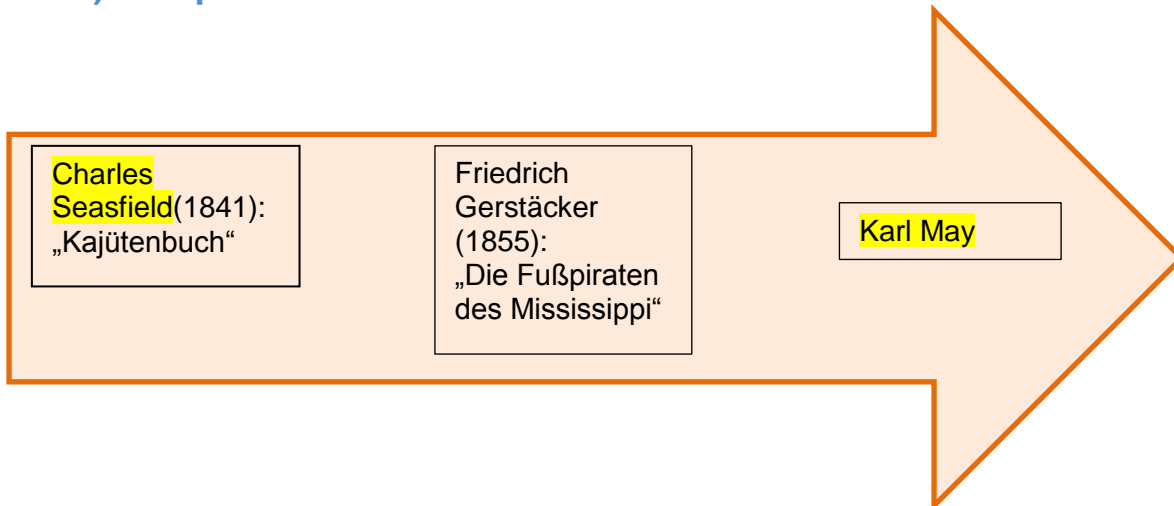 Charles
Seasfield(1841):
„Kajütenbuch“
Friedrich
Gerstäcker
(1855):
„Die Fußpiraten
des Mississippi“
Karl May